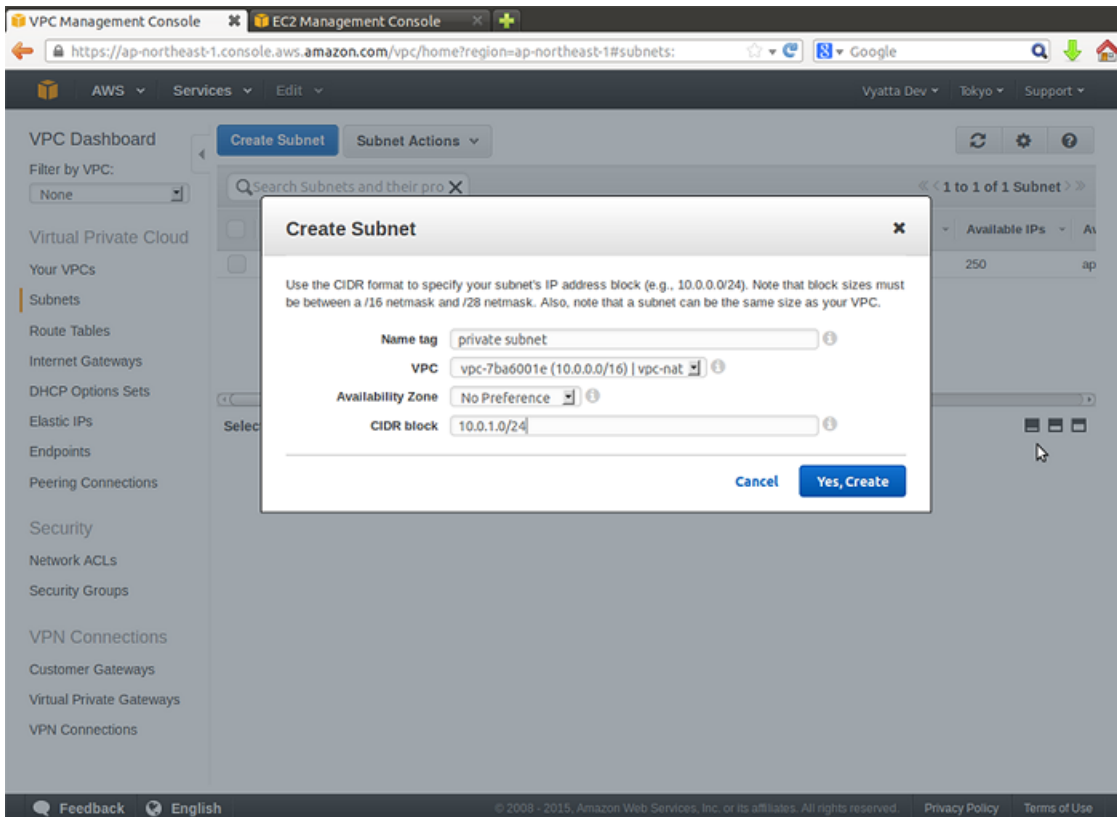 VPC Management Console
EC2 Management Console
https://ap-northeast-1.console.aws.amazon.com/vpc/home?region=ap-northeast-1#subnets:
Google
AWS Services Edit Vyatta Dev Tokyo Support
VPC Dashboard
Filter by VPC:
None
Virtual Private Cloud
Your VPCs
Subnets
Route Tables
Internet Gateways
DHCP Options Sets
Elastic IPs
Endpoints
Peering Connections
Security
Network ACLs
Security Groups
VPN Connections
Customer Gateways
Virtual Private Gateways
VPN Connections
Create Subnet Subnet Actions
Search Subnets and their pro
1 to 1 of 1 Subnet
Available IPs
250
Create Subnet
Use the CIDR format to specify your subnet's IP address block (e.g., 10.0.0.0/24). Note that block sizes must
be between a /16 netmask and /28 netmask. Also, note that a subnet can be the same size as your VPC.
Name tag private subnet
VPC vpc-7ba6001e (10.0.0.0/16) | vpc-nat
Availability Zone No Preference
CIDR block 10.0.1.0/24
Cancel Yes, Create
Feedback English
© 2008 - 2015, Amazon Web Services, Inc. or its affiliates. All rights reserved. Privacy Policy Terms of Use